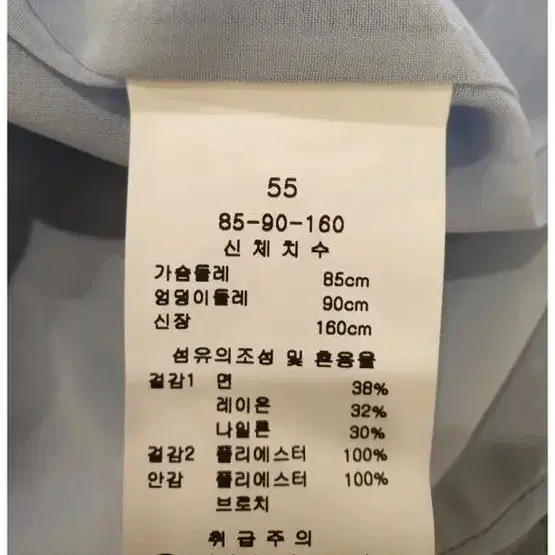 55
85-90-160
신체치수
가슴둘레 85cm
엉덩이둘레 90cm
신장 160cm
섬유의조성 및 혼용율
겉감1 면 38%
레이온 32%
나일론 30%
겉감2 폴리에스터 100%
안감 폴리에스터 100%
브로치
취급주의